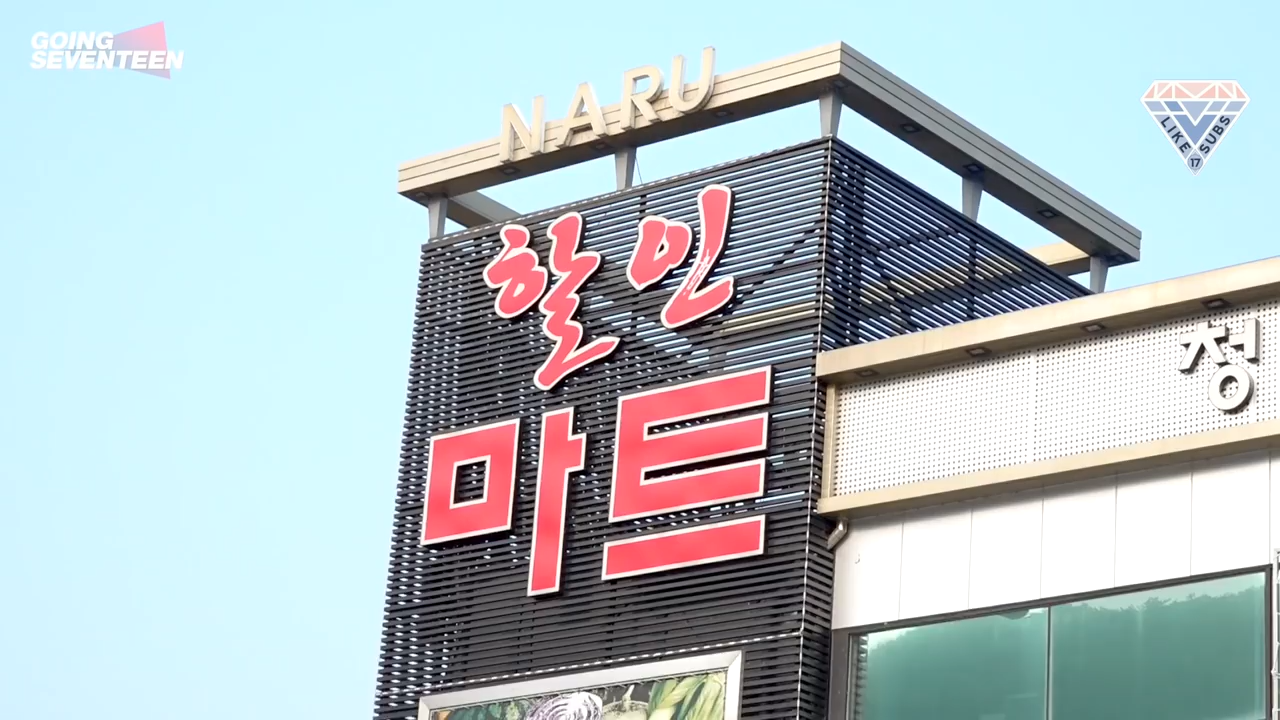 GOING
SEVENTEEN
NARU
할인
마트
청
LIKE 17 SUBS